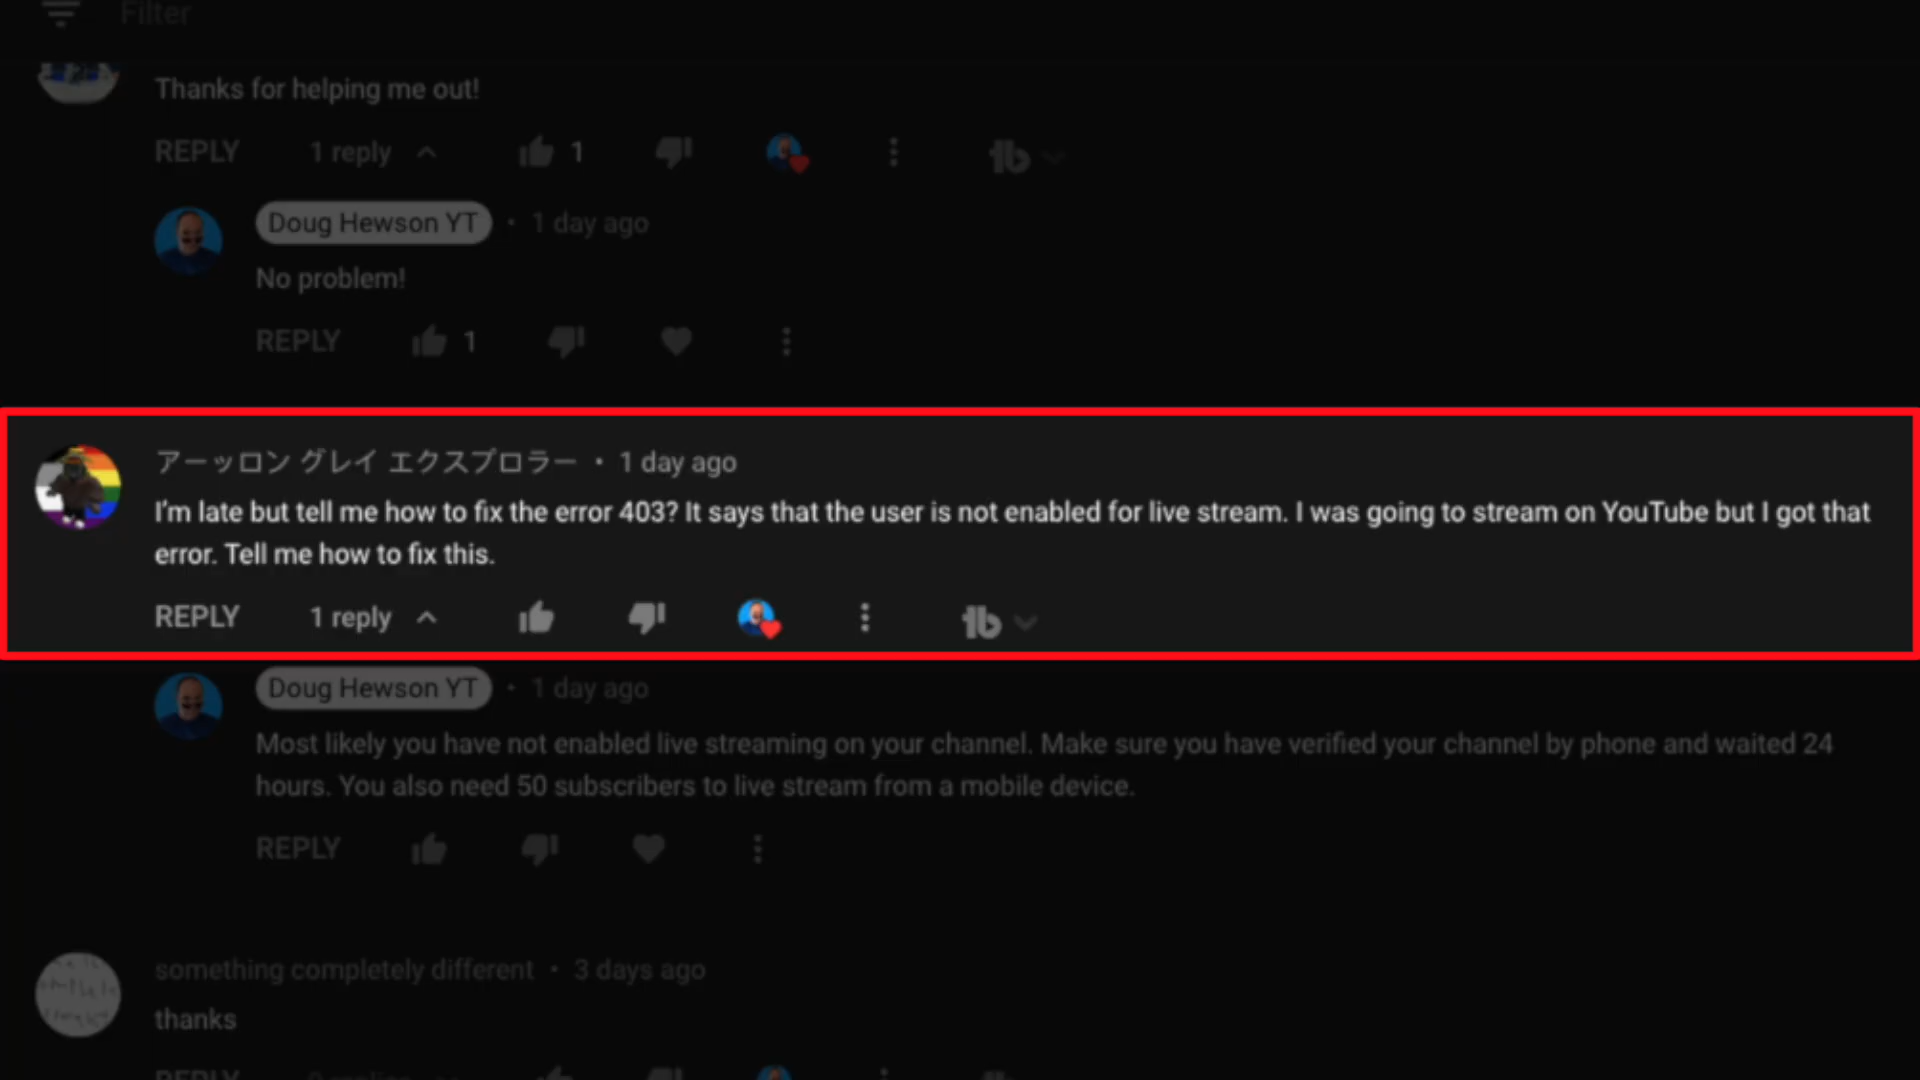 Filter
Thanks for helping me out!
REPLY 1 reply 1
Doug Hewson YT • 1 day ago
No problem!
REPLY 1
アーッロン グレイ エクスプロラー • 1 day ago
I'm late but tell me how to fix the error 403? It says that the user is not enabled for live stream. I was going to stream on YouTube but I got that
error. Tell me how to fix this.
REPLY 1 reply
Doug Hewson YT • 1 day ago
Most likely you have not enabled live streaming on your channel. Make sure you have verified your channel by phone and waited 24
hours. You also need 50 subscribers to live stream from a mobile device.
REPLY
something completely different • 3 days ago
thanks
REPLY